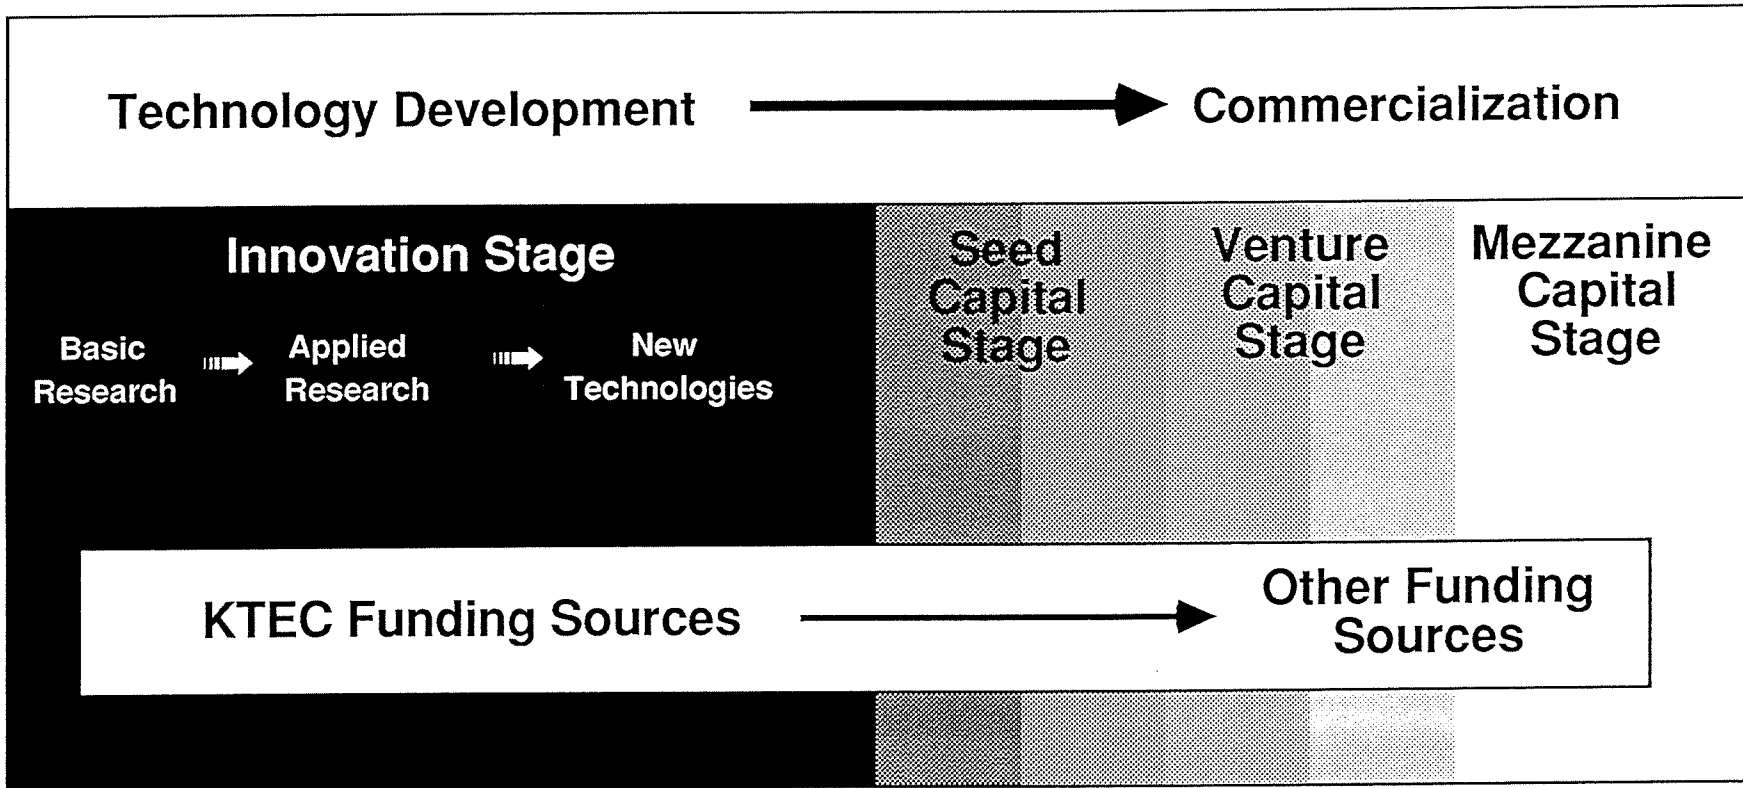 Technology Development
Commercialization
Innovation Stage
Basic
Research
Applied
Research
New
Technologies
Seed
Capital
Stage
Venture
Capital
Stage
Mezzanine
Capital
Stage
KTEC Funding Sources
Other Funding
Sources